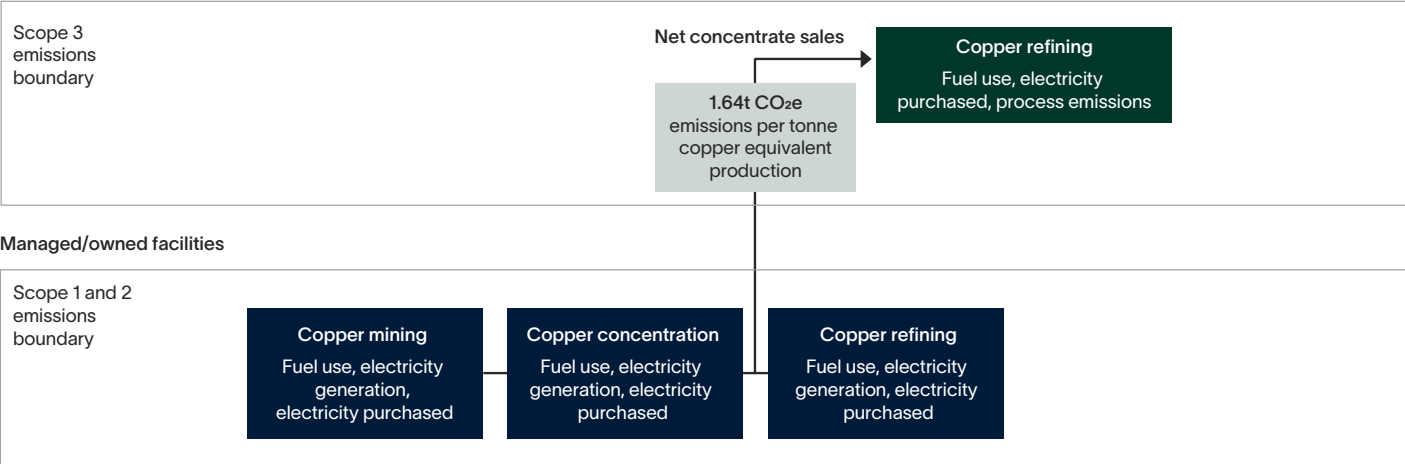 Scope 3
emissions
boundary
Net concentrate sales
1.64t CO₂e
emissions per tonne
copper equivalent
production
Copper refining
Fuel use, electricity
purchased, process emissions
Managed/owned facilities
Scope 1 and 2
emissions
boundary
Copper mining
Fuel use, electricity
generation,
electricity purchased
Copper concentration
Fuel use, electricity
generation, electricity
purchased
Copper refining
Fuel use, electricity
generation, electricity
purchased